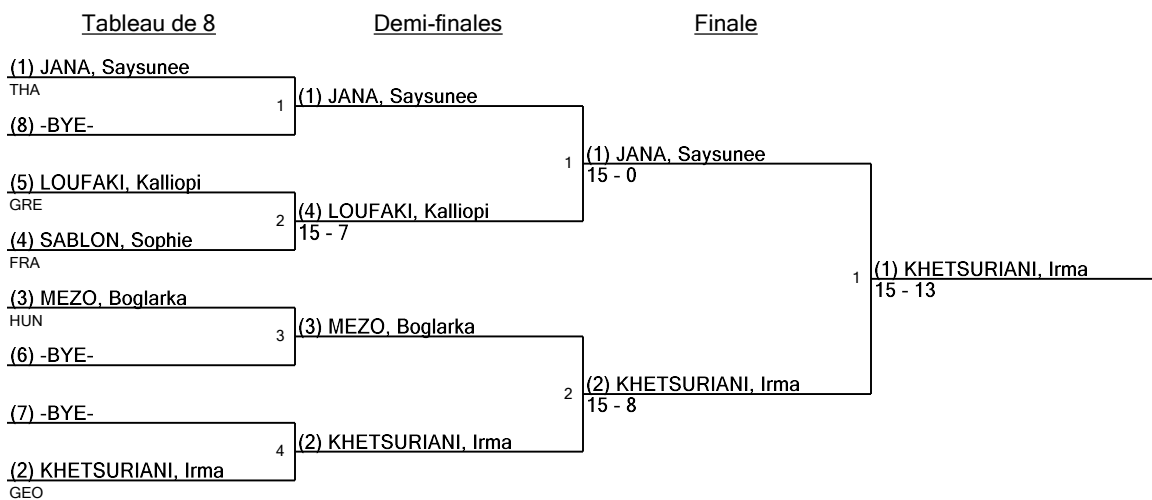 Tableau de 8 Demi-finales Finale
(1) JANA, Saysunee
THA
1 (1) JANA, Saysunee
(8) -BYE-
1 (1) JANA, Saysunee
15 - 0
(5) LOUFAKI, Kalliopi
GRE
2 (4) LOUFAKI, Kalliopi
15 - 7
(4) SABLON, Sophie
FRA
1 (1) KHETSURIANI, Irma
15 - 13
(3) MEZO, Boglarka
HUN
3 (3) MEZO, Boglarka
(6) -BYE-
2 (2) KHETSURIANI, Irma
15 - 8
(7) -BYE-
4 (2) KHETSURIANI, Irma
(2) KHETSURIANI, Irma
GEO